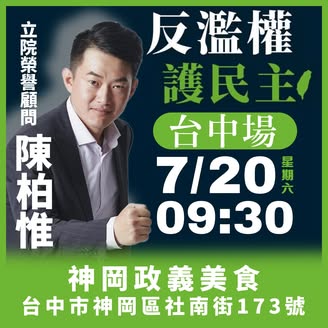 反濫權
護民主
立院榮譽顧問
陳柏惟
台中場
7/20
星期六
09:30
神岡政義美食
台中市神岡區社南街173號